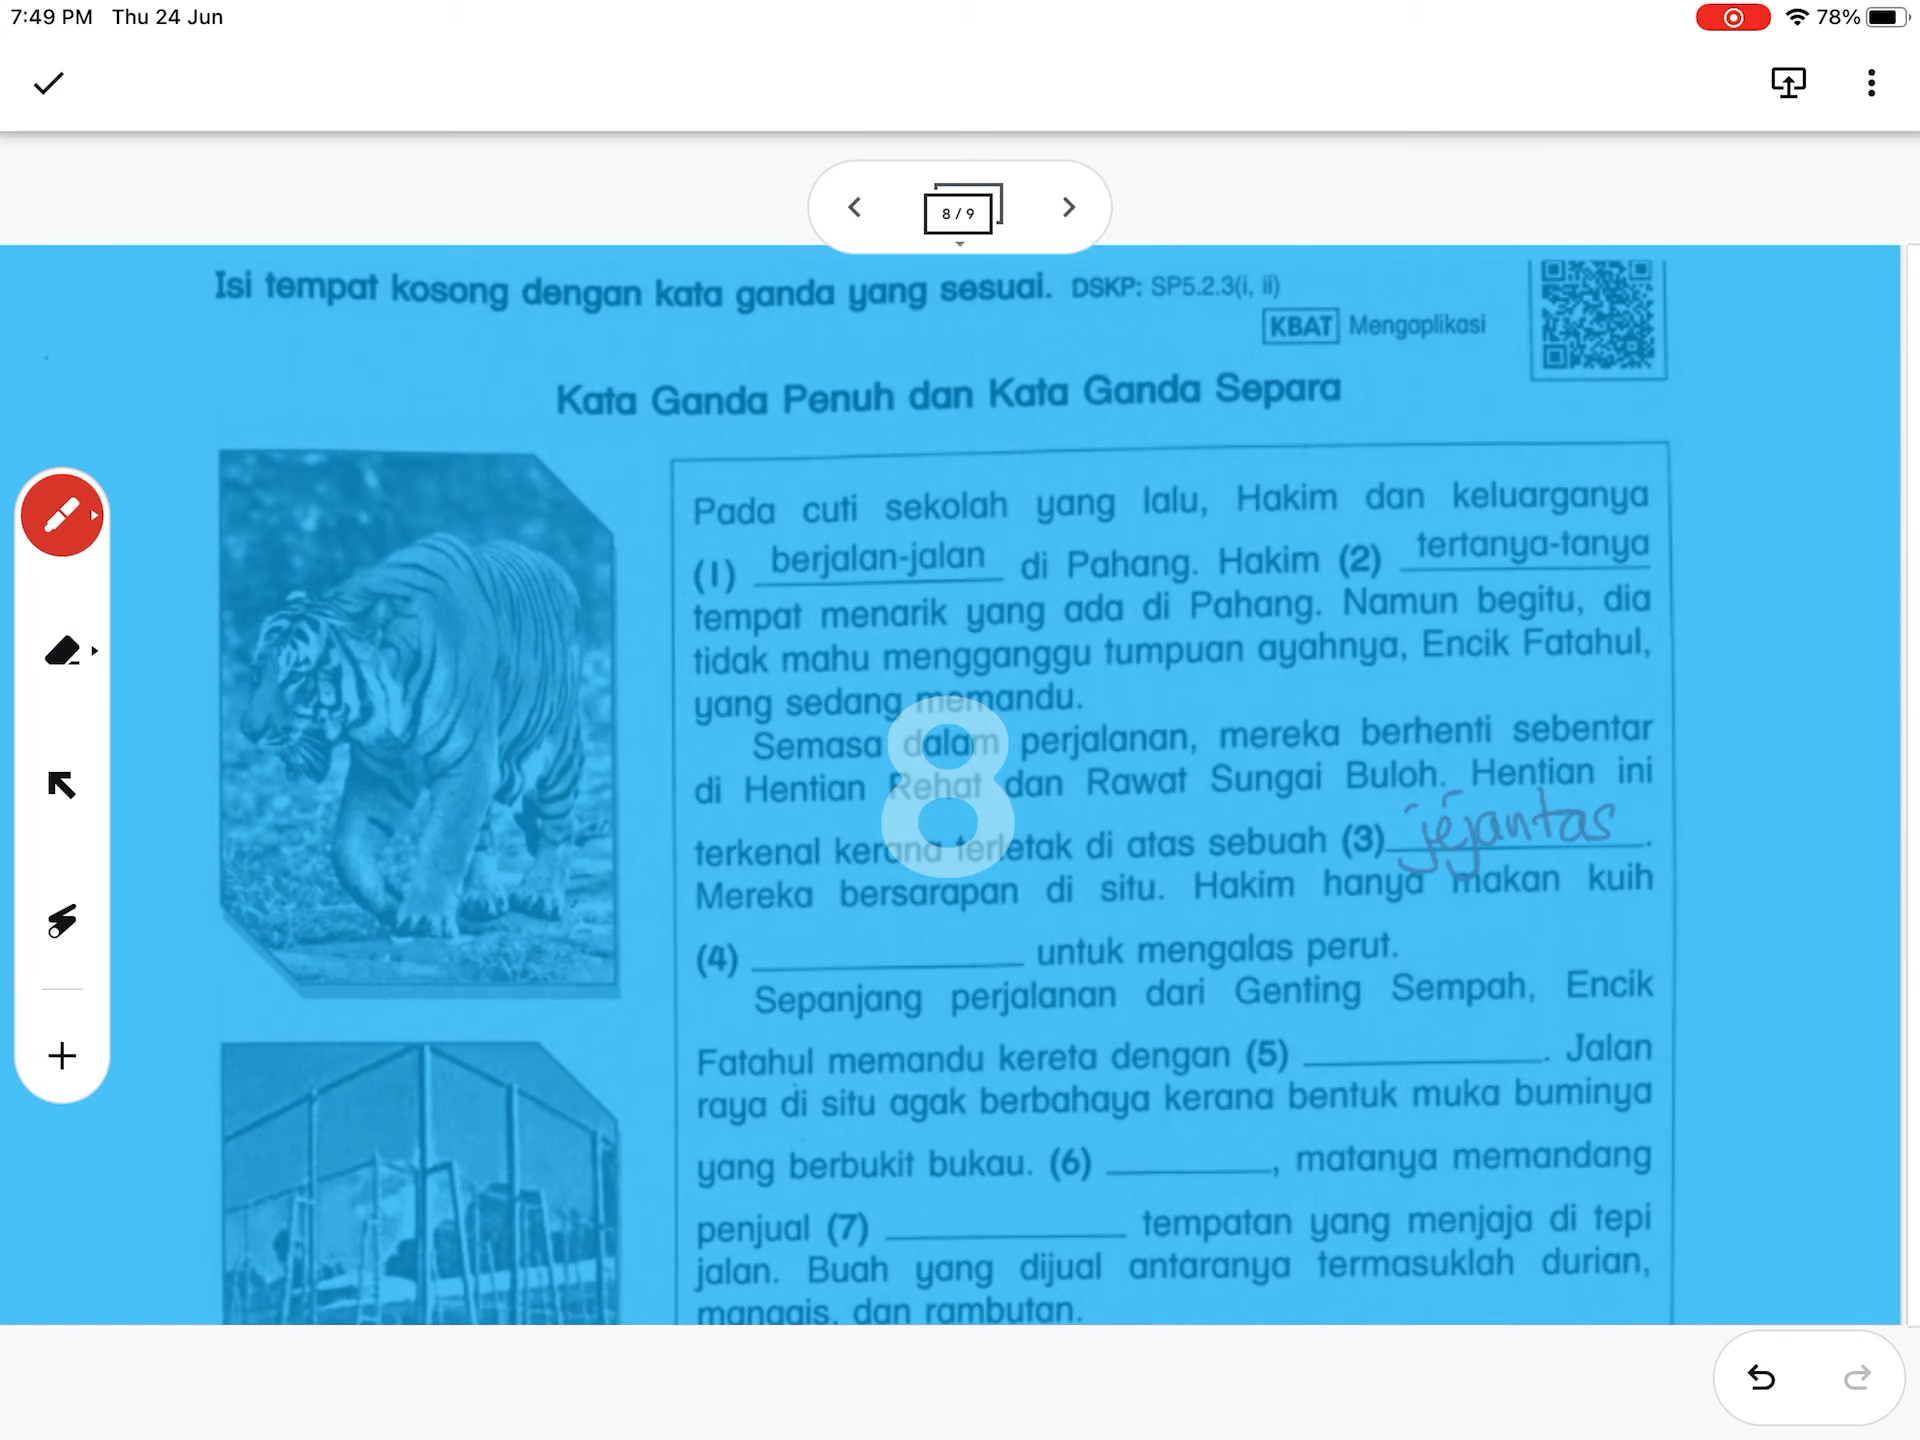 7:49 PM Thu 24 Jun
78%
8 / 9
Isi tempat kosong dengan kata ganda yang sesuai. DSKP: SP5.2.3(i, ii)
KBAT Mengaplikasi
Kata Ganda Penuh dan Kata Ganda Separa
Pada cuti sekolah yang lalu, Hakim dan keluarganya
(1) berjalan-jalan di Pahang. Hakim (2) tertanya-tanya
tempat menarik yang ada di Pahang. Namun begitu, dia
tidak mahu mengganggu tumpuan ayahnya, Encik Fatahul,
yang sedang memandu.
Semasa dalam perjalanan, mereka berhenti sebentar
di Hentian Rehat dan Rawat Sungai Buloh. Hentian ini
terkenal kerana terletak di atas sebuah (3) jejantas.
Mereka bersarapan di situ. Hakim hanya makan kuih
(4) ____________ untuk mengalas perut.
Sepanjang perjalanan dari Genting Sempah, Encik
Fatahul memandu kereta dengan (5) ____________. Jalan
raya di situ agak berbahaya kerana bentuk muka buminya
yang berbukit bukau. (6) ________, matanya memandang
penjual (7) ____________ tempatan yang menjaja di tepi
jalan. Buah yang dijual antaranya termasuklah durian,
manggis, dan rambutan.
8